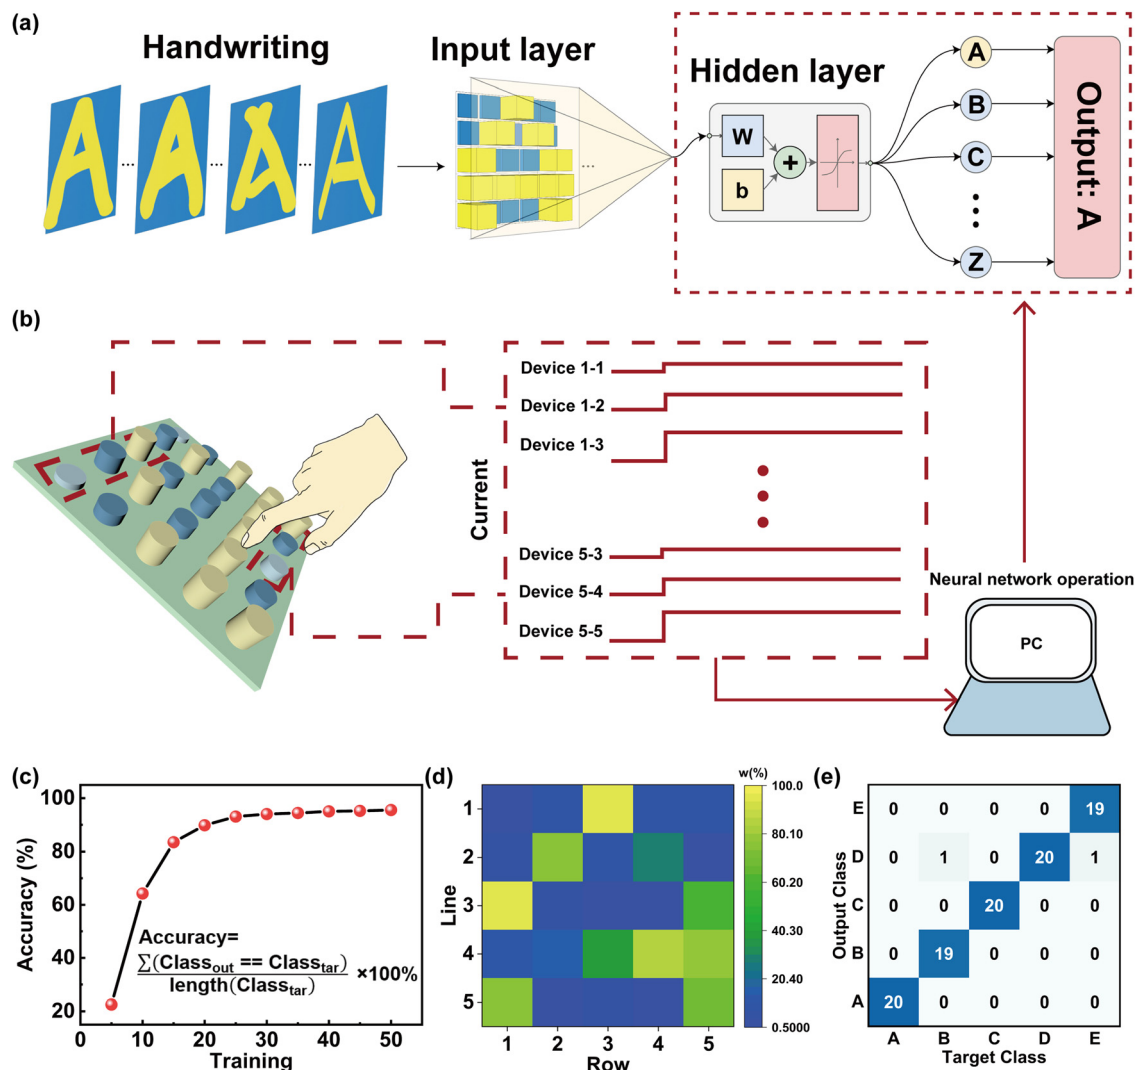 (a)
Handwriting
Input layer
Hidden layer
... ... ...
...
W
b
+
A
B
C
Z
Output: A
(b)
Current
Device 1-1
Device 1-2
Device 1-3
Device 5-3
Device 5-4
Device 5-5
Neural network operation
PC
(c)
Accuracy (%)
100
80
60
40
20
Accuracy=
∑(Class_out == Class_tar)
length(Class_tar)
×100%
0 10 20 30 40 50
Training
(d)
w(%)
100.0
80.10
60.20
40.30
20.40
0.5000
Line
1
2
3
4
5
1 2 3 4 5
Row
(e)
Output Class
E 0 0 0 0 19
D 0 1 0 20 1
C 0 0 20 0 0
B 0 19 0 0 0
A 20 0 0 0 0
A B C D E
Target Class